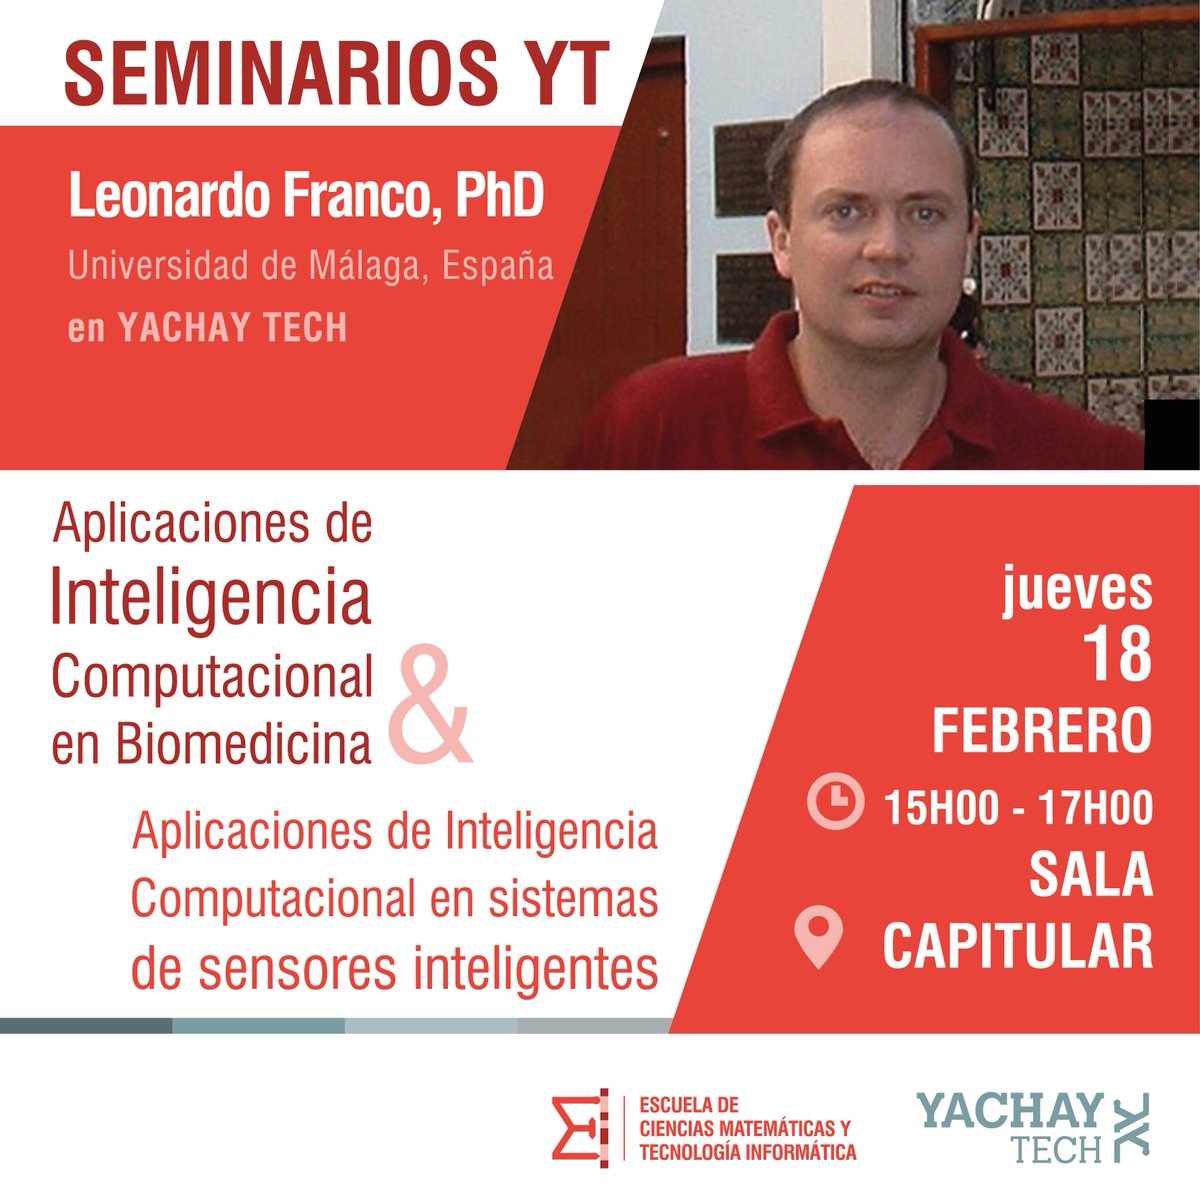 SEMINARIOS YT
Leonardo Franco, PhD
Universidad de Málaga, España
en YACHAY TECH
Aplicaciones de
Inteligencia
Computacional
en Biomedicina
&
Aplicaciones de Inteligencia
Computacional en sistemas
de sensores inteligentes
jueves
18
FEBRERO
15H00 - 17H00
SALA
CAPITULAR
ESCUELA DE
CIENCIAS MATEMÁTICAS Y
TECNOLOGÍA INFORMÁTICA
YACHAY
TECH